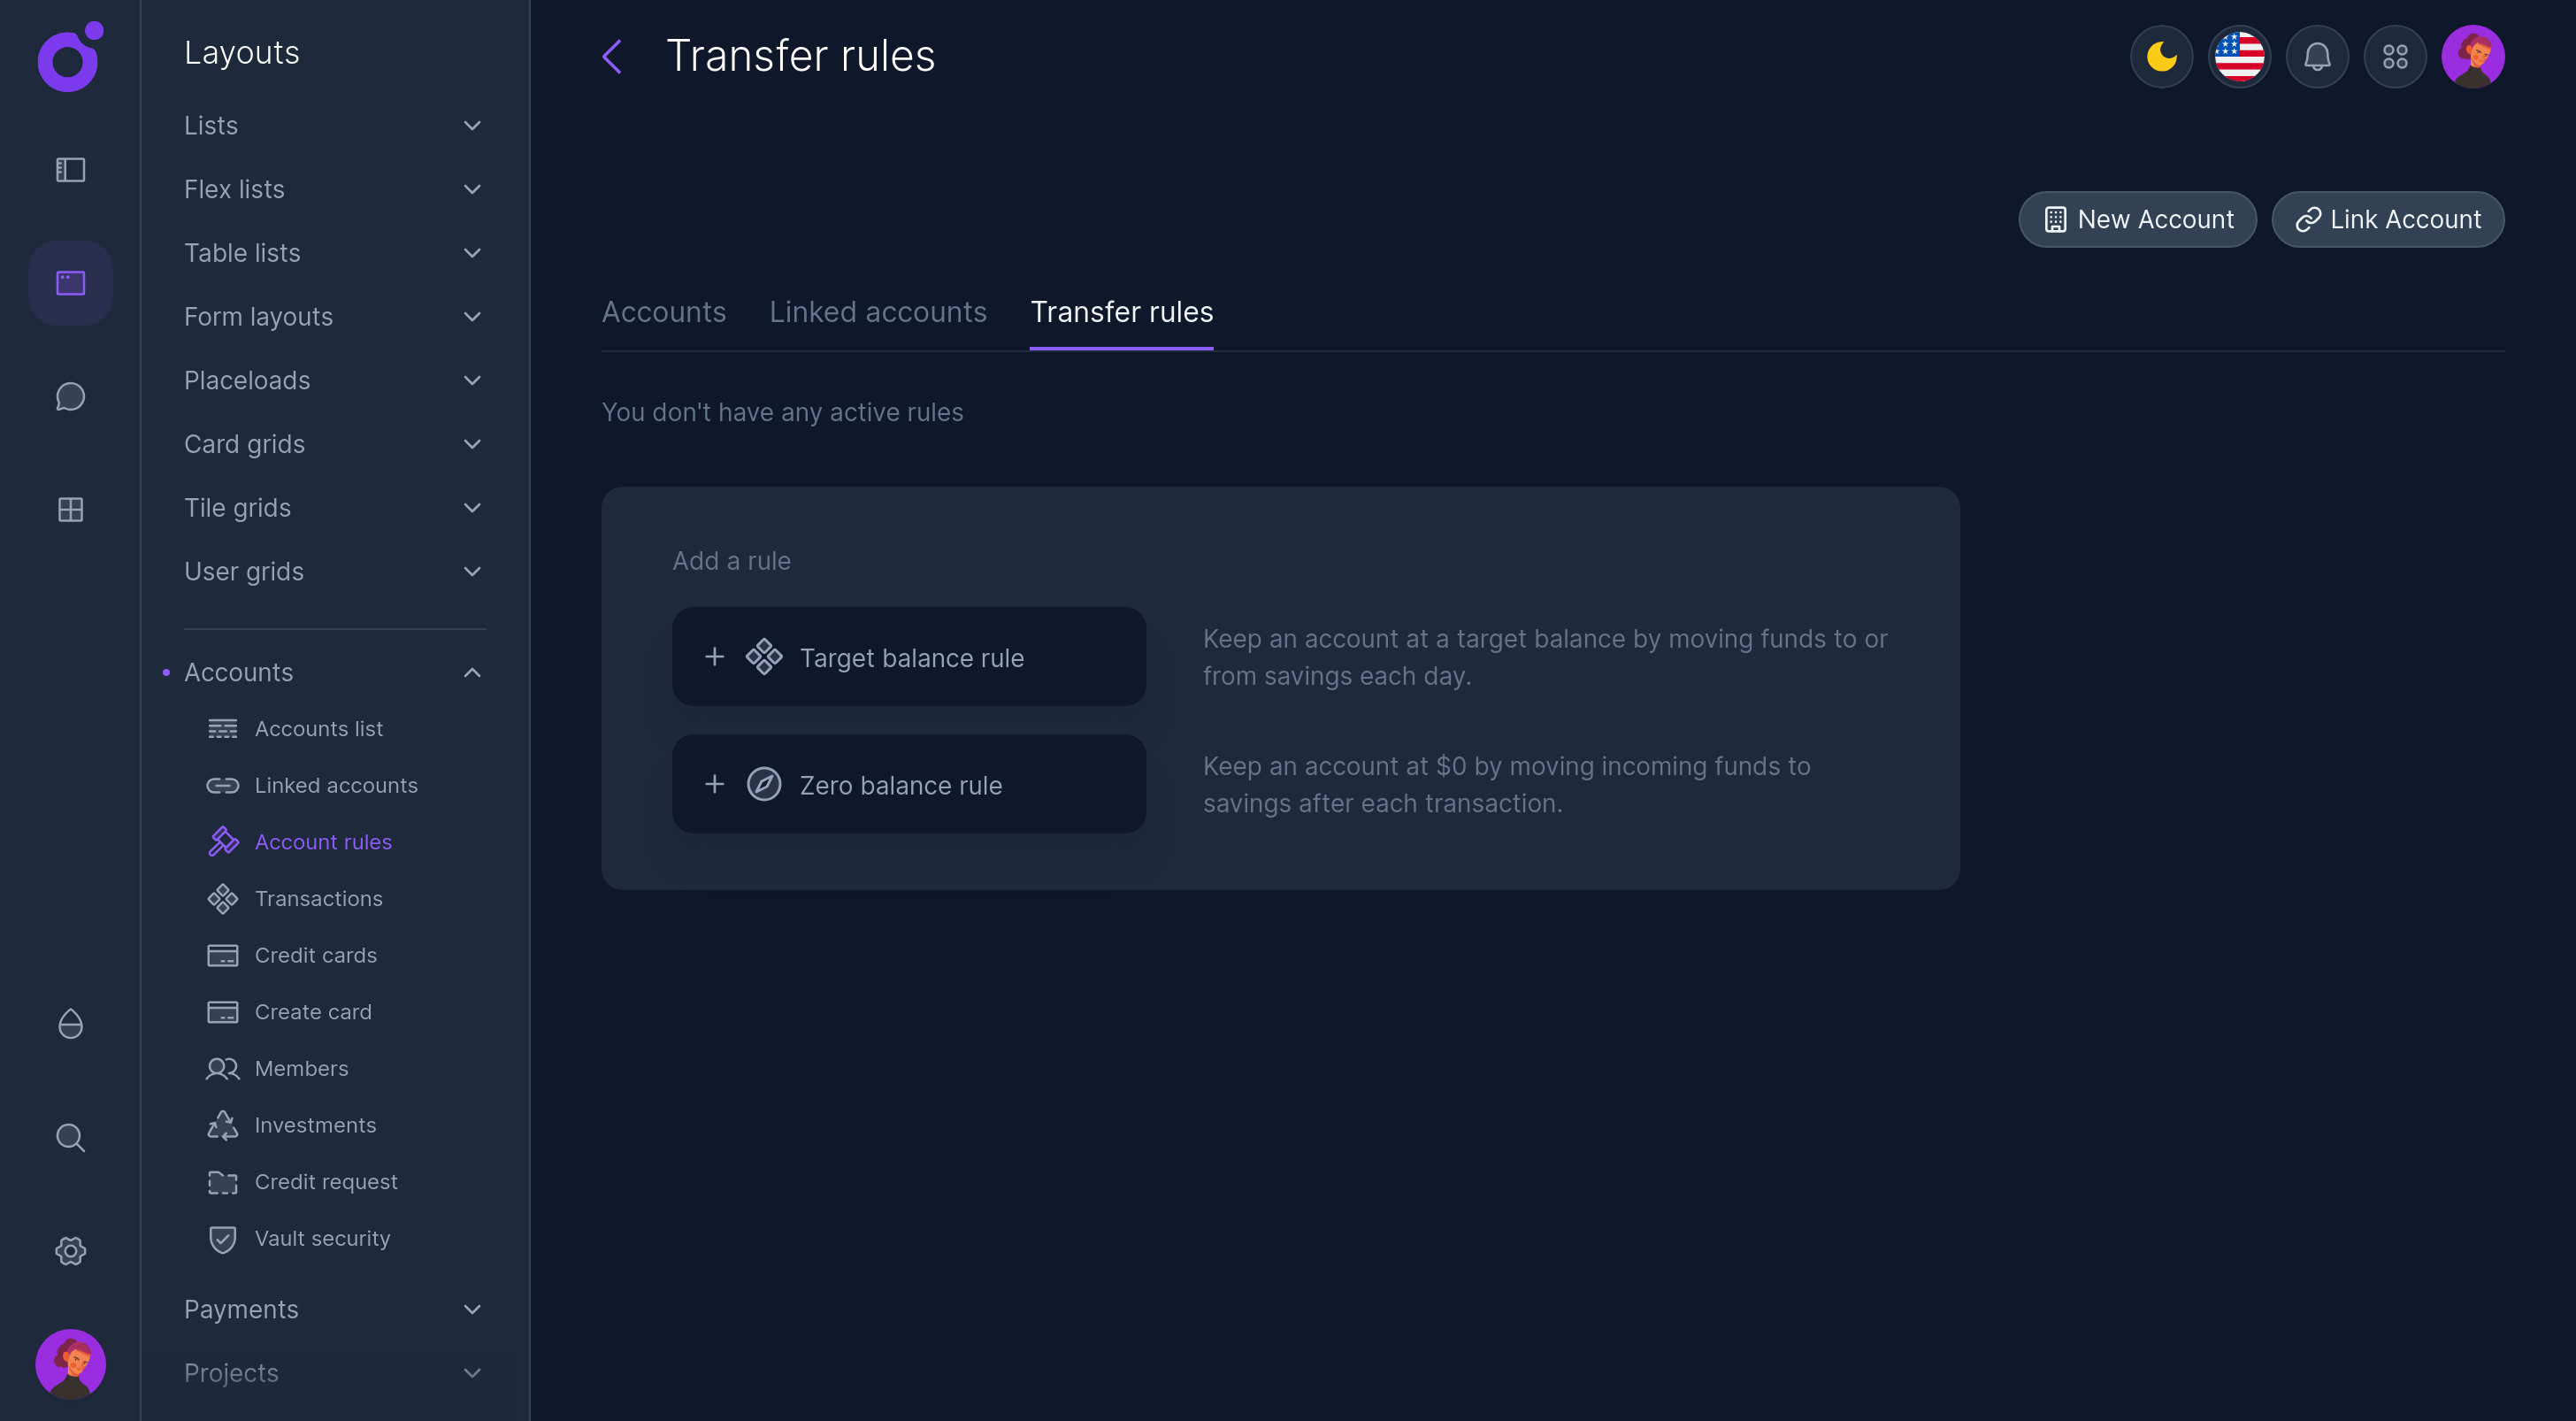 Layouts
Lists
Flex lists
Table lists
Form layouts
Placeloads
Card grids
Tile grids
User grids
Accounts
Accounts list
Linked accounts
Account rules
Transactions
Credit cards
Create card
Members
Investments
Credit request
Vault security
Payments
Projects
Transfer rules
New Account
Link Account
Accounts
Linked accounts
Transfer rules
You don't have any active rules
Add a rule
Target balance rule
Keep an account at a target balance by moving funds to or
from savings each day.
Zero balance rule
Keep an account at $0 by moving incoming funds to
savings after each transaction.